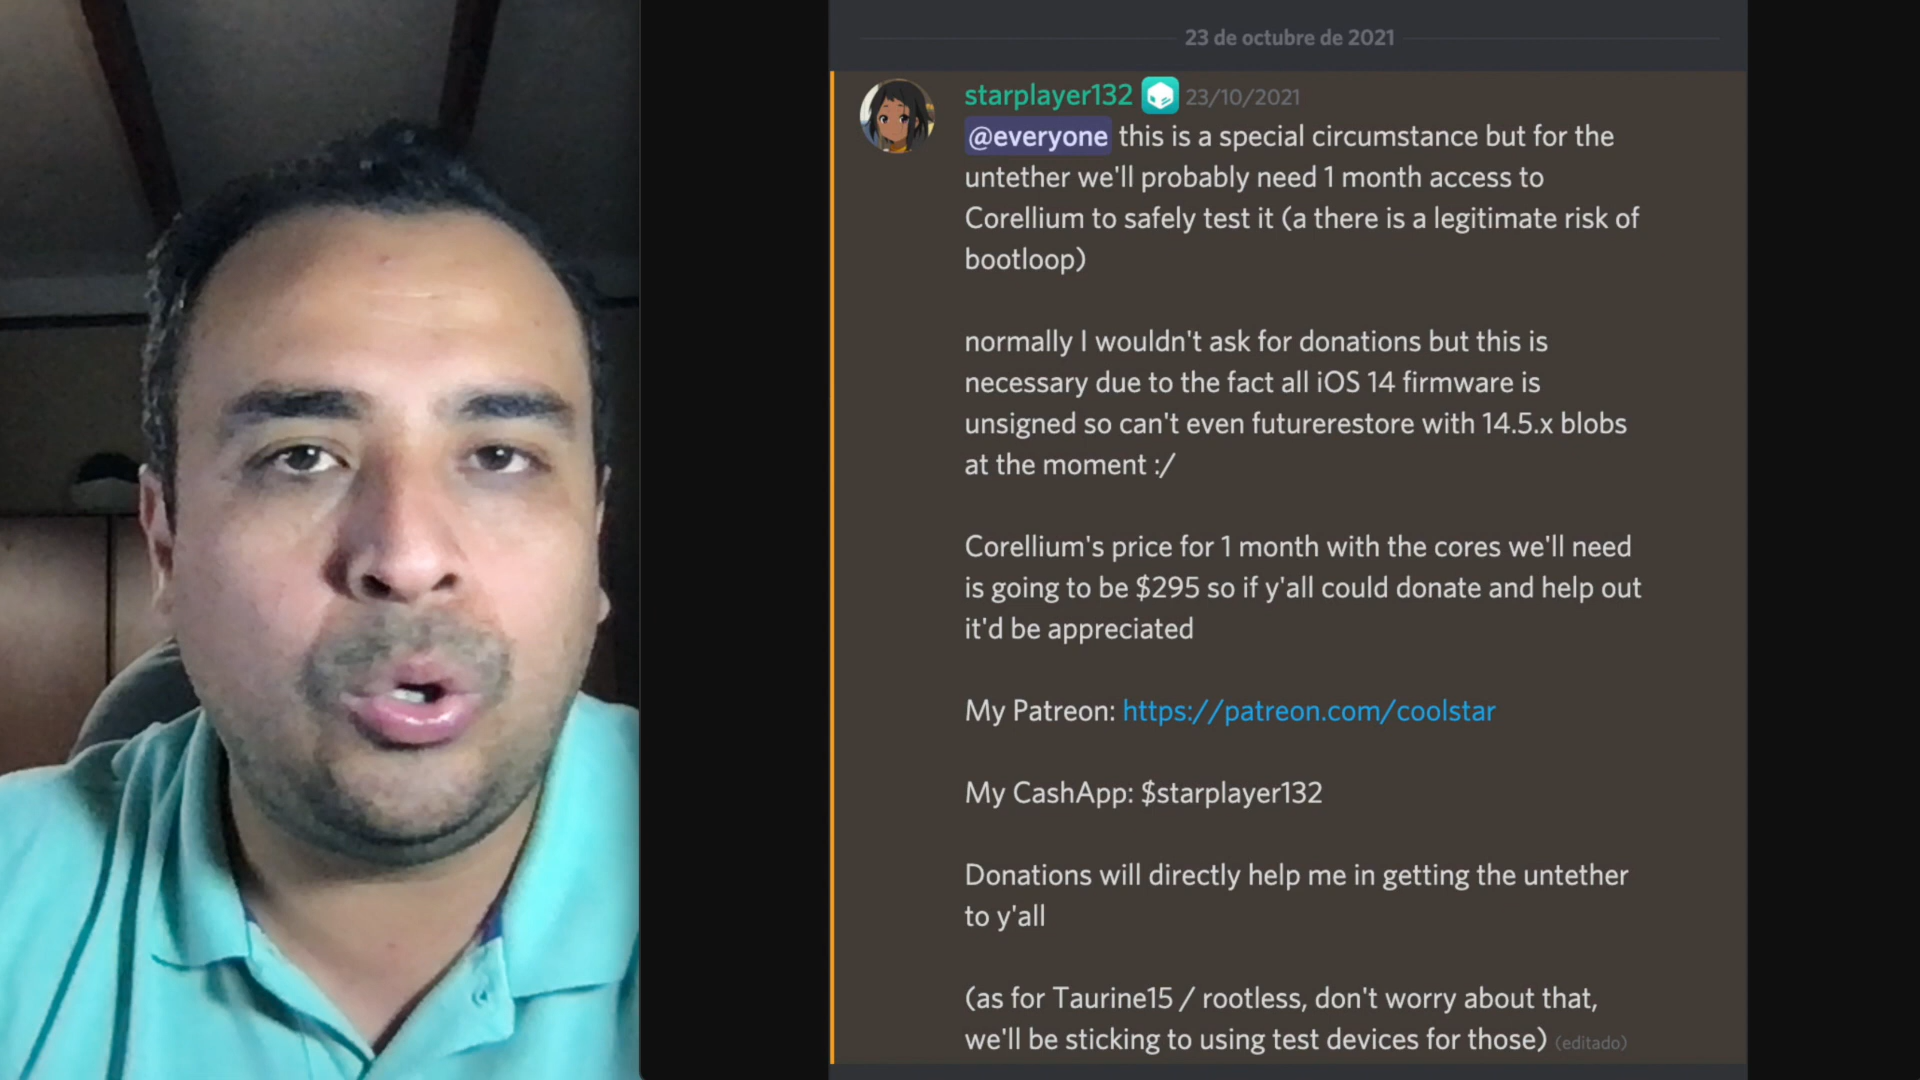 23 de octubre de 2021
starplayer132 23/10/2021
@everyone this is a special circumstance but for the
untether we'll probably need 1 month access to
Corellium to safely test it (a there is a legitimate risk of
bootloop)
normally I wouldn't ask for donations but this is
necessary due to the fact all iOS 14 firmware is
unsigned so can't even futurerestore with 14.5.x blobs
at the moment :/
Corellium's price for 1 month with the cores we'll need
is going to be $295 so if y'all could donate and help out
it'd be appreciated
My Patreon: https://patreon.com/coolstar
My CashApp: $starplayer132
Donations will directly help me in getting the untether
to y'all
(as for Taurine15 / rootless, don't worry about that,
we'll be sticking to using test devices for those) (editado)